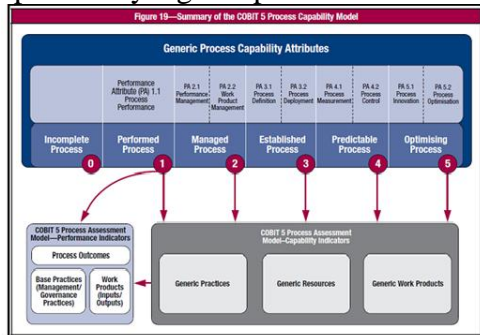 Figure 19—Summary of the COBIT 5 Process Capability Model
Generic Process Capability Attributes
Performance
Attribute (PA) 1.1
Process
Performance
PA 2.1
Performance
Management
PA 2.2
Work
Product
Management
PA 3.1
Process
Definition
PA 3.2
Process
Deployment
PA 4.1
Process
Measurement
PA 4.2
Process
Control
PA 5.1
Process
Innovation
PA 5.2
Process
Optimisation
Incomplete
Process
0
Performed
Process
1
Managed
Process
2
Established
Process
3
Predictable
Process
4
Optimising
Process
5
COBIT 5 Process Assessment
Model—Performance Indicators
Process Outcomes
Base Practices
(Management/
Governance
Practices)
Work
Products
(Inputs/
Outputs)
COBIT 5 Process Assessment
Model–Capability Indicators
Generic Practices
Generic Resources
Generic Work Products